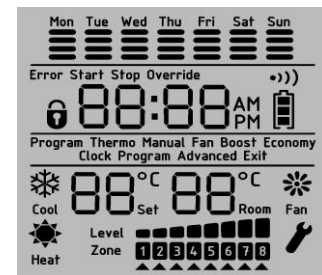 Mon Tue Wed Thu Fri Sat Sun
Error Start Stop Override
88:88 AM
PM
Program Thermo Manual Fan Boost Economy
Clock Program Advanced Exit
88°C 88°C
Cool Set Room Fan
Level
Heat Zone 1 2 3 4 5 6 7 8